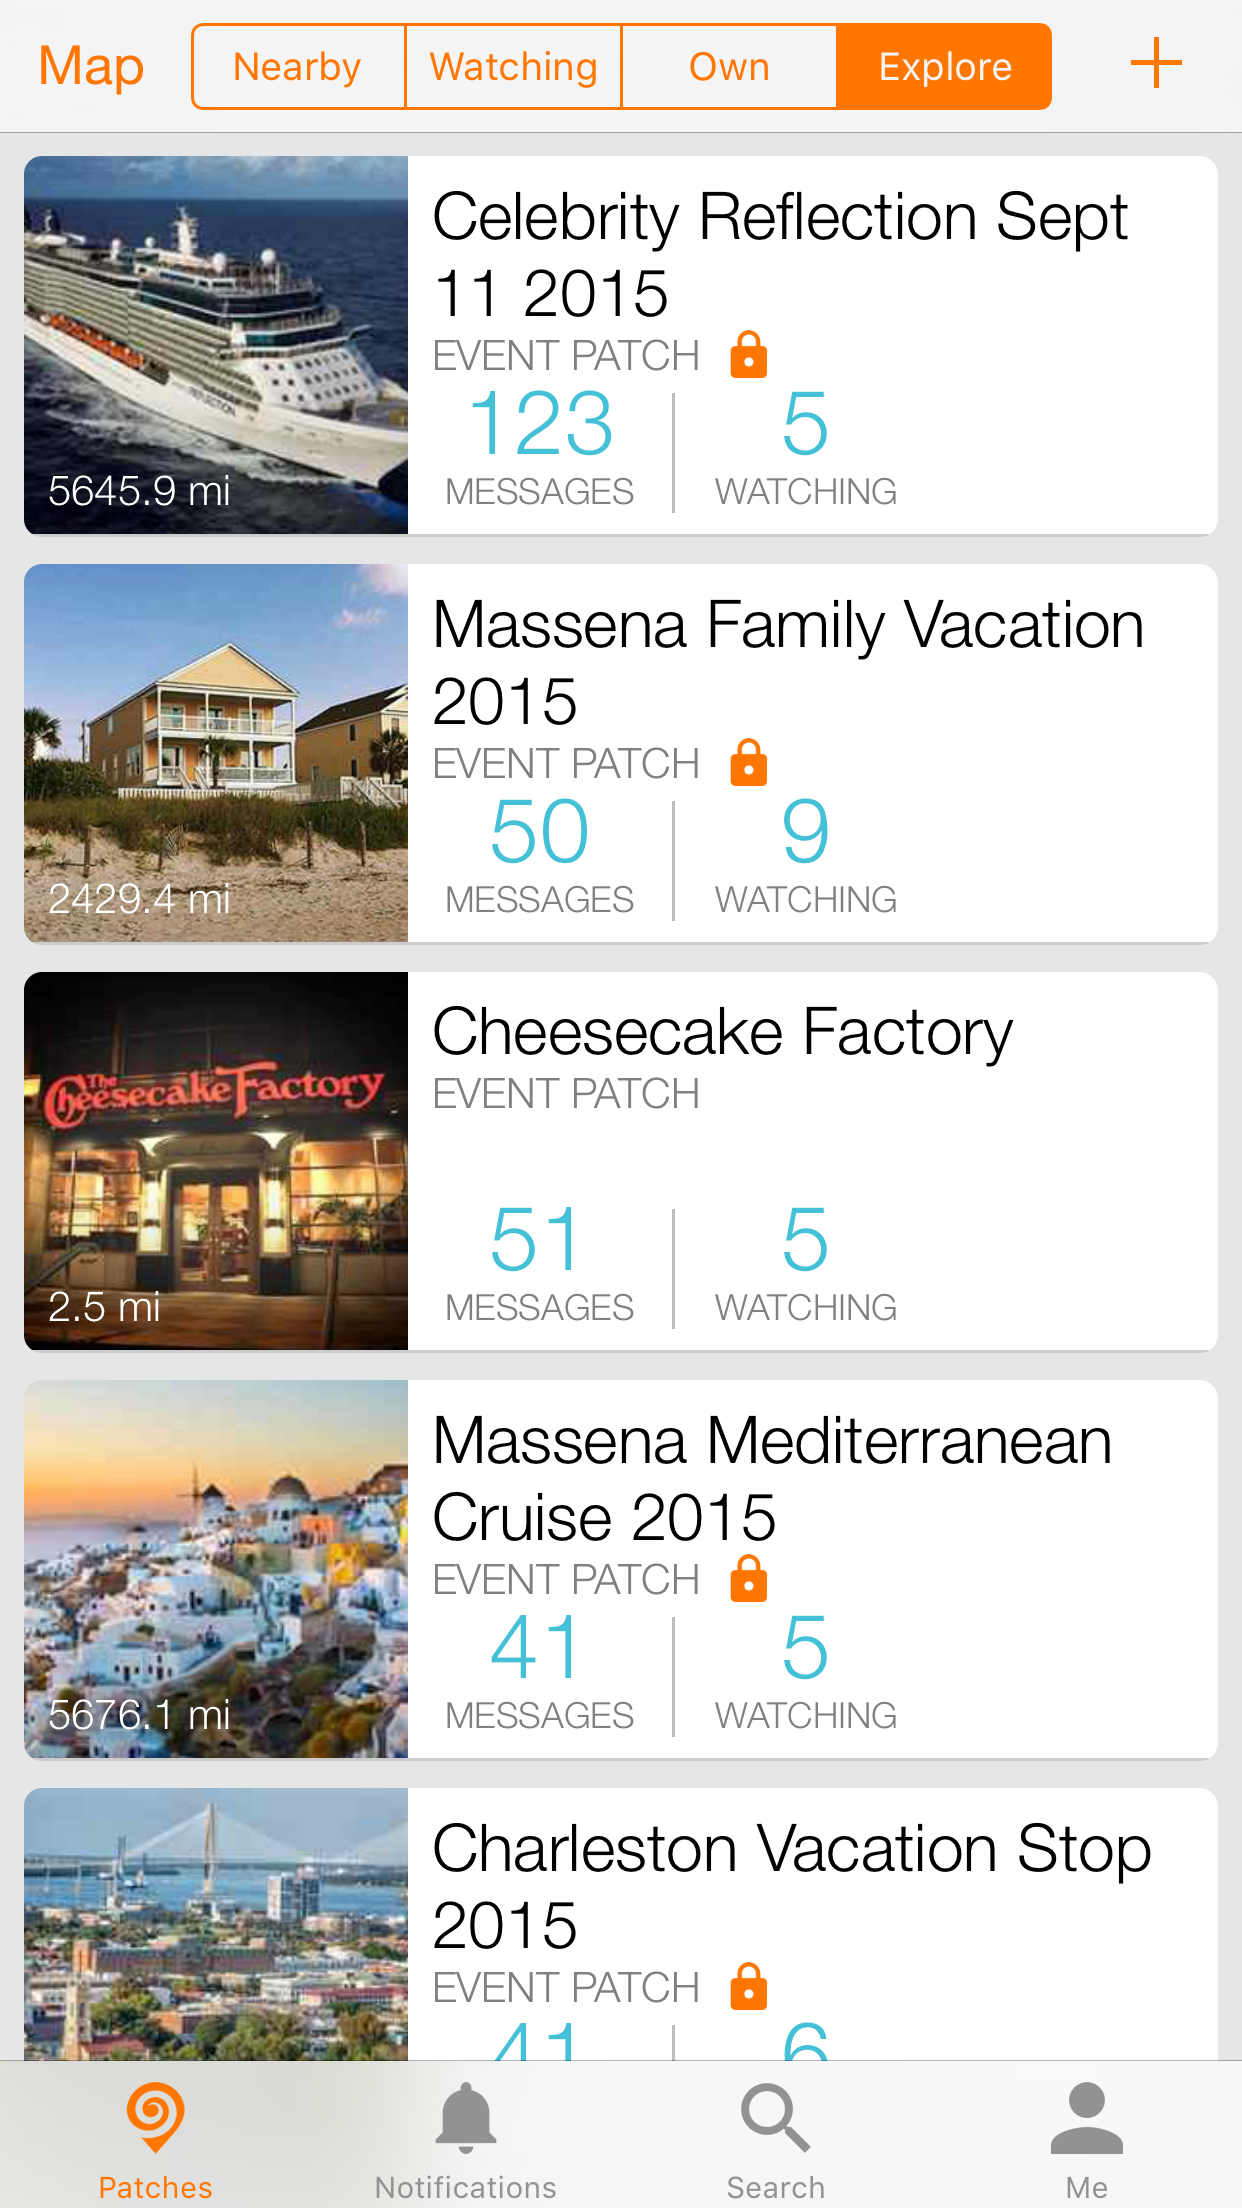 Map
Nearby
Watching
Own
Explore
Celebrity Reflection Sept
11 2015
EVENT PATCH
123
5
MESSAGES
WATCHING
REFLECTION
5645.9 mi
Massena Family Vacation
2015
EVENT PATCH
50
9
MESSAGES
WATCHING
2429.4 mi
Cheesecake Factory
EVENT PATCH
The
Cheesecake Factory
51
5
MESSAGES
WATCHING
2.5 mi
Massena Mediterranean
Cruise 2015
EVENT PATCH
41
5
MESSAGES
WATCHING
5676.1 mi
Charleston Vacation Stop
2015
EVENT PATCH
41
6
Patches
Notifications
Search
Me